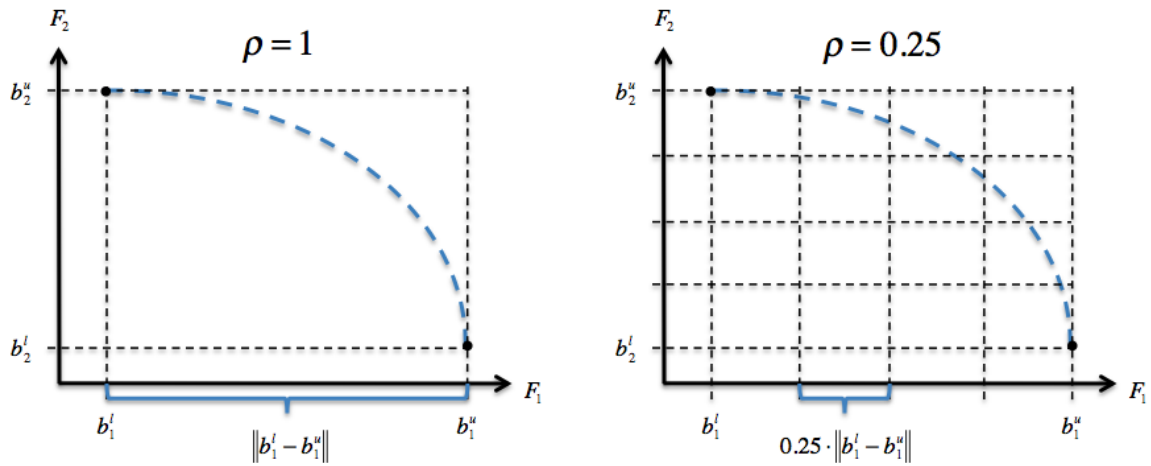 F₂
ρ = 1
b₂ᵘ
b₂ˡ
F₁
b₁ˡ
b₁ᵘ
‖b₁ˡ − b₁ᵘ‖
F₂
ρ = 0.25
b₂ᵘ
b₂ˡ
F₁
b₁ˡ
b₁ᵘ
0.25 · ‖b₁ˡ − b₁ᵘ‖